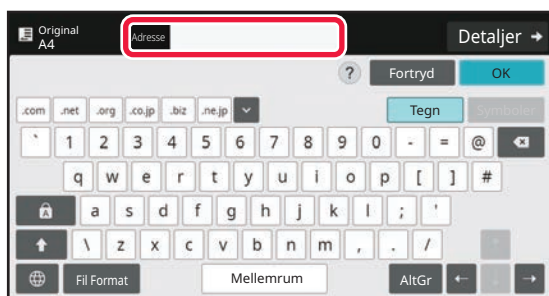 Original
A4
Adresse
Detaljer
?
Fortryd
OK
.com .net .org .co.jp .biz .ne.jp
Tegn
Symboler
` 1 2 3 4 5 6 7 8 9 0 - = @
q w e r t y u i o p [ ] #
a s d f g h j k l ; '
\ z x c v b n m , . /
Fil Format
Mellemrum
AltGr